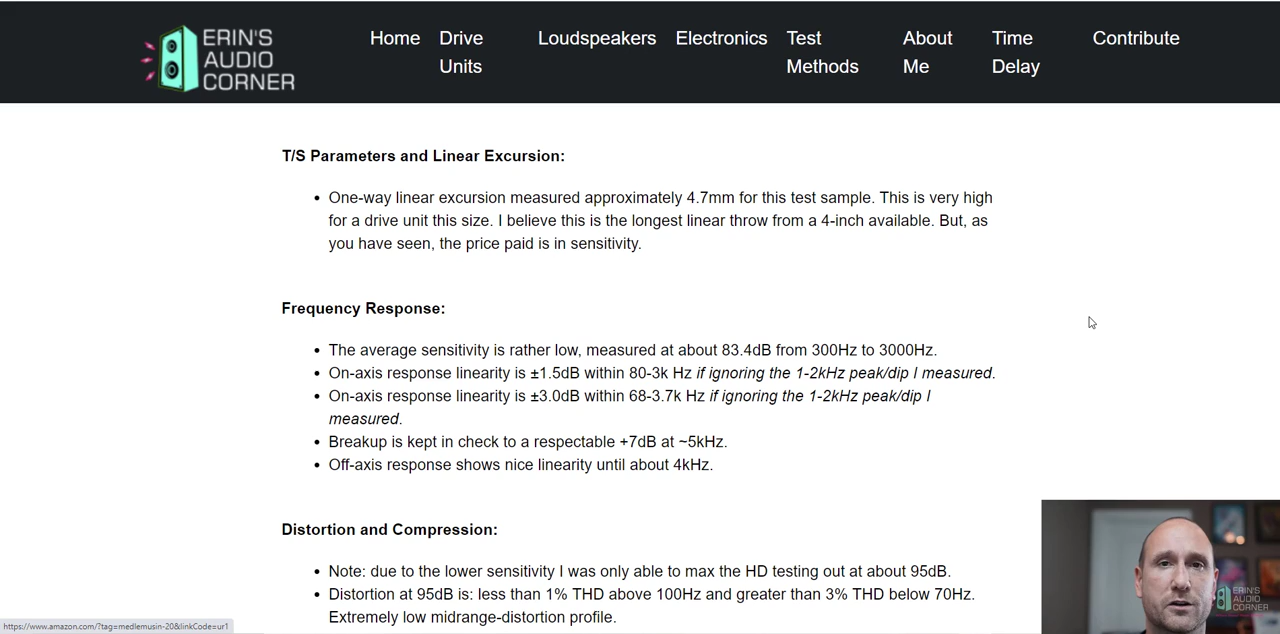 ERIN'S
AUDIO
CORNER
Home
Drive
Units
Loudspeakers
Electronics
Test
Methods
About
Me
Time
Delay
Contribute
T/S Parameters and Linear Excursion:
• One-way linear excursion measured approximately 4.7mm for this test sample. This is very high
for a drive unit this size. I believe this is the longest linear throw from a 4-inch available. But, as
you have seen, the price paid is in sensitivity.
Frequency Response:
• The average sensitivity is rather low, measured at about 83.4dB from 300Hz to 3000Hz.
• On-axis response linearity is ±1.5dB within 80-3k Hz if ignoring the 1-2kHz peak/dip I measured.
• On-axis response linearity is ±3.0dB within 68-3.7k Hz if ignoring the 1-2kHz peak/dip I
measured.
• Breakup is kept in check to a respectable +7dB at ~5kHz.
• Off-axis response shows nice linearity until about 4kHz.
Distortion and Compression:
• Note: due to the lower sensitivity I was only able to max the HD testing out at about 95dB.
• Distortion at 95dB is: less than 1% THD above 100Hz and greater than 3% THD below 70Hz.
Extremely low midrange-distortion profile.
https://www.amazon.com/?tag=medlemusin-20&linkCode=ur1
ERIN'S
AUDIO
CORNER